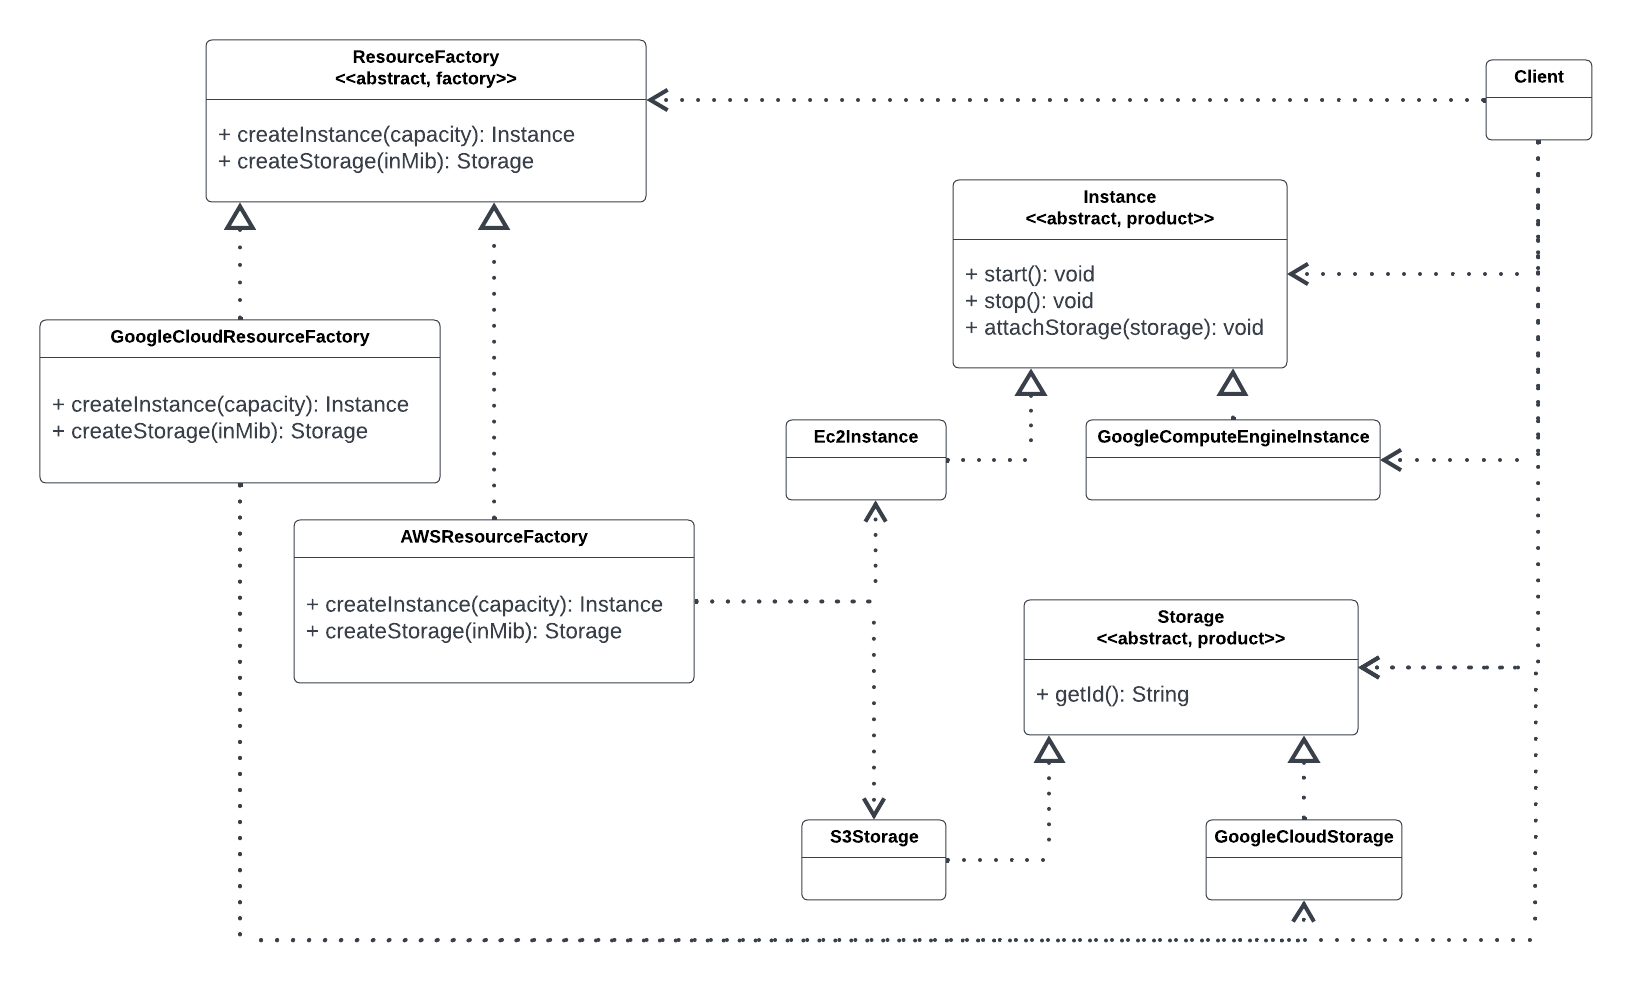 ResourceFactory
<<abstract, factory>>
+ createInstance(capacity): Instance
+ createStorage(inMib): Storage
Client
Instance
<<abstract, product>>
+ start(): void
+ stop(): void
+ attachStorage(storage): void
GoogleCloudResourceFactory
+ createInstance(capacity): Instance
+ createStorage(inMib): Storage
Ec2Instance
GoogleComputeEngineInstance
AWSResourceFactory
+ createInstance(capacity): Instance
+ createStorage(inMib): Storage
Storage
<<abstract, product>>
+ getId(): String
S3Storage
GoogleCloudStorage